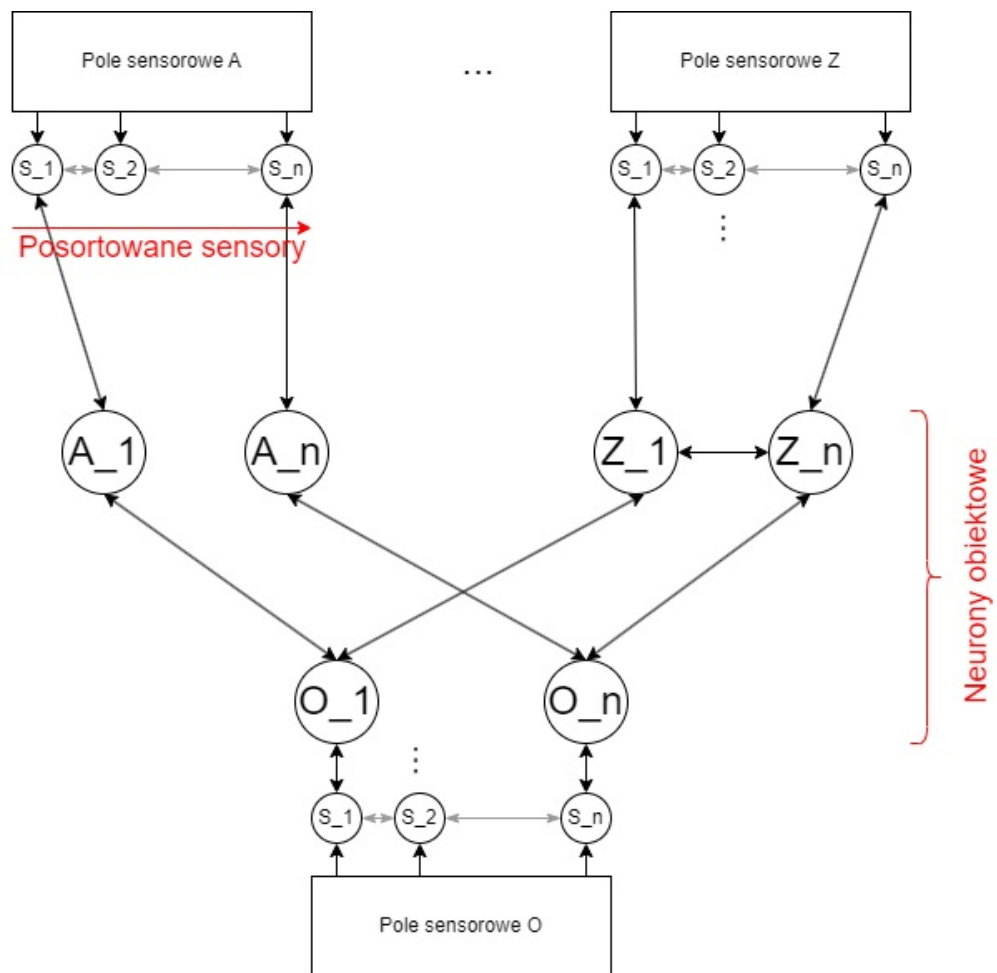 Pole sensorowe A
...
Pole sensorowe Z
S_1 S_2 S_n
S_1 S_2 S_n
Posortowane sensory
...
A_1 A_n Z_1 Z_n
Neurony obiektowe
O_1 O_n
...
S_1 S_2 S_n
Pole sensorowe O